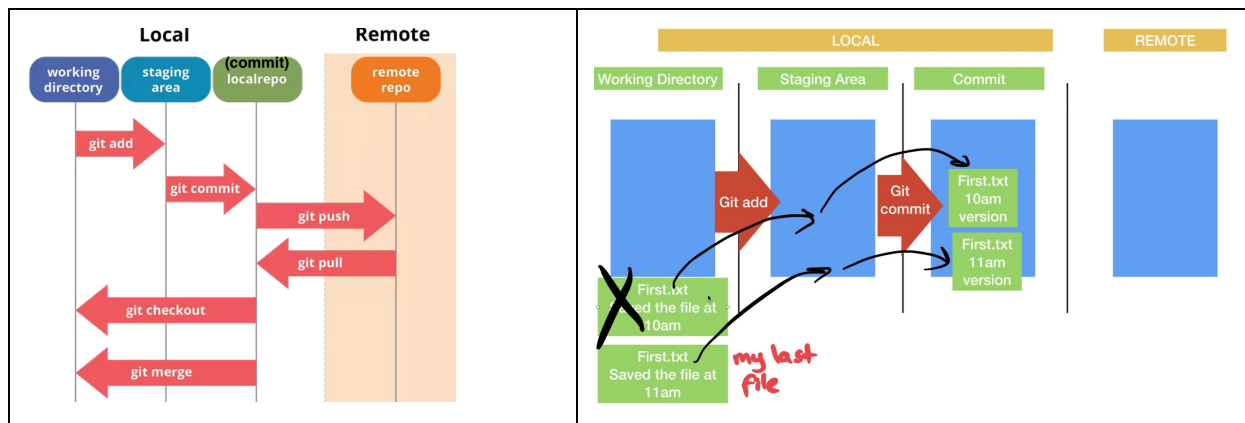 Local
Remote
working
directory
staging
area
(commit)
localrepo
remote
repo
git add
git commit
git push
git pull
git checkout
git merge
LOCAL
REMOTE
Working Directory
Staging Area
Commit
Git add
Git
commit
First.txt
10am
version
First.txt
11am
version
First.txt
Saved the file at
10am
First.txt
Saved the file at
11am
my last
file